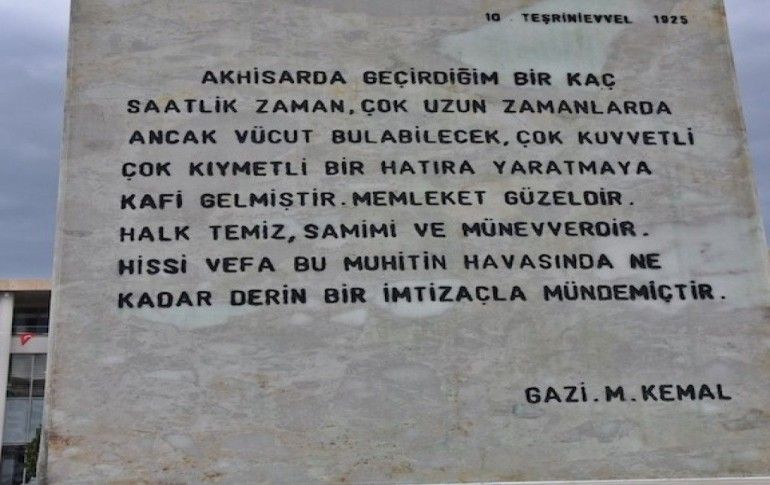 10 TEŞRİNİEVVEL 1925
AKHİSARDA GEÇİRDİĞİM BİR KAÇ
SAATLİK ZAMAN, ÇOK UZUN ZAMANLARDA
ANCAK VÜCUT BULABİLECEK, ÇOK KUVVETLİ
ÇOK KIYMETLİ BİR HATIRA YARATMAYA
KAFİ GELMİŞTİR. MEMLEKET GÜZELDİR.
HALK TEMİZ, SAMİMİ VE MÜNEVVERDİR.
HİSSİ VEFA BU MUHİTİN HAVASINDA NE
KADAR DERİN BİR İMTİZAÇLA MÜNDEMİÇTİR.
GAZİ. M. KEMAL